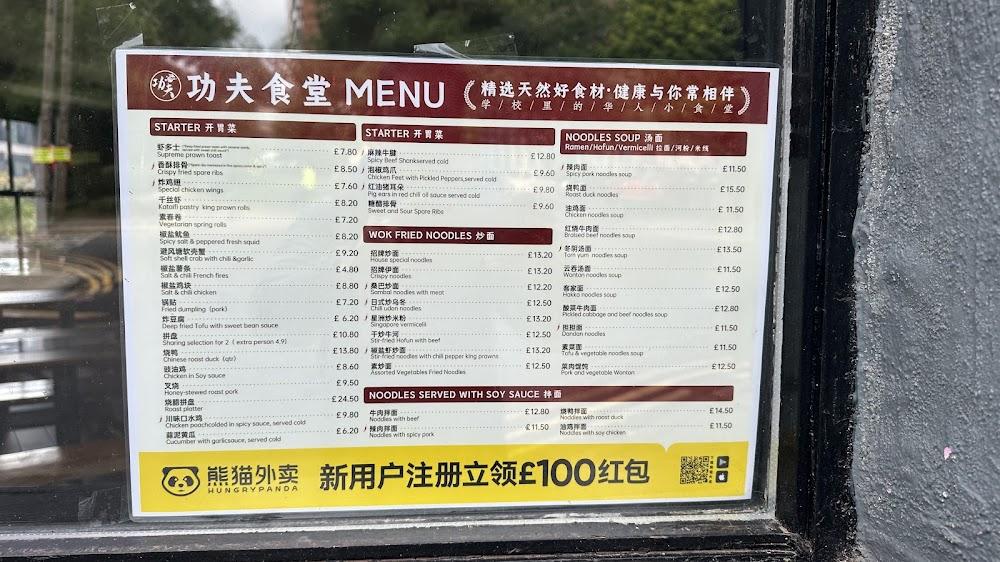 功夫 功夫食堂 MENU
精选天然好食材·健康与你常相伴
学/校/里/的/华/人/小/食/堂
STARTER 开胃菜
虾多士 £7.80
Supreme prawn toast
香酥排骨 £8.50
Crispy fried spare ribs
炸鸡翅 £7.60
Special chicken wings
千丝虾 £8.20
Kataifi pastry king prawn rolls
素春卷 £7.20
Vegetarian spring rolls
椒盐鱿鱼 £8.20
Spicy salt & peppered fresh squid
避风塘软壳蟹 £9.20
Soft shell crab with chili &garlic
椒盐薯条 £4.80
Salt & chili French fires
椒盐鸡块 £8.80
Salt & chili chicken
锅贴 £7.20
Fried dumpling (pork)
炸豆腐 £ 6.20
Deep fried Tofu with sweet bean sauce
拼盘 £10.80
Sharing selection for 2 ( extra person 4.9)
烧鸭 £13.80
Chinese roast duck (qtr)
豉油鸡 £8.60
Chicken in Soy sauce
叉烧 £9.50
Honey-stewed roast pork
烧腊拼盘 £24.50
Roast platter
川味口水鸡 £9.80
Chicken poachcolded in spicy sauce, served cold
蒜泥黄瓜 £6.20
Cucumber with garlicsauce, served cold
STARTER 开胃菜
麻辣牛腱 £12.80
Spicy Beef Shankserved cold
泡椒鸡爪 £9.60
Chicken Feet with Pickled Peppers,served cold
红油猪耳朵 £9.80
Pig ears in red chili oil sauce served cold
糖醋排骨 £9.60
Sweet and Sour Spare Ribs
WOK FRIED NOODLES 炒面
招牌炒面 £13.20
House special noodles
招牌伊面 £13.20
Crispy noodles
桑巴炒面 £12.20
Sambal noodles with meat
日式炒乌冬 £12.50
Chili udon noodles
星洲炒米粉 £13.20
Singapore vermicelli
干炒牛河 £12.50
Stir-fried noodles
椒盐虾炒面 £13.20
Stir-fried noodles with chili pepper king prawns
素炒面 £12.50
Assorted Vegetables Fried Noodles
NOODLES SOUP 汤面
Ramen/Hofun/Vermicelli 拉面/河粉/米线
辣肉面 £11.50
Spicy pork noodles soup
烧鸭面 £15.50
Roast duck noodles
油鸡面 £ 11.50
Chicken noodles soup
红烧牛肉面 £12.80
Braised beef noodles soup
冬阴汤面 £13.50
Tom yum noodles soup
云吞汤面 £11.50
Wonton noodles soup
客家面 £12.50
Hakka noodles soup
酸菜牛肉面 £12.80
Pickled cabbage and beef noodles soup
担担面 £11.50
Dandan noodles
素菜面 £11.50
Tofu & vegetable noodles soup
菜肉馄饨 £12.50
Pork and vegetable Wonton
NOODLES SERVED WITH SOY SAUCE 拌面
牛肉拌面 £12.80
Noddles with beef
辣肉拌面 £11.50
Noddles with spicy pork
烧鸭拌面 £14.50
Noddles with roast duck
油鸡拌面 £11.50
Noddles with soy chicken
熊猫外卖
HUNGRYPANDA
新用户注册立领£100红包